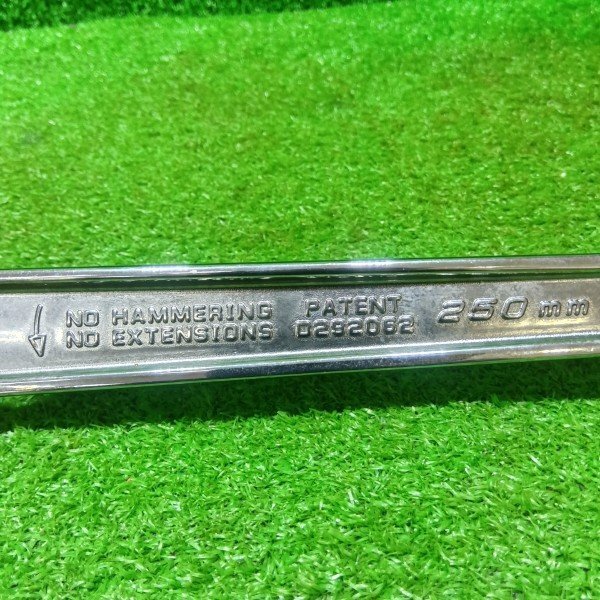 NO HAMMERING
NO EXTENSIONS
PATENT
D292062
250 mm